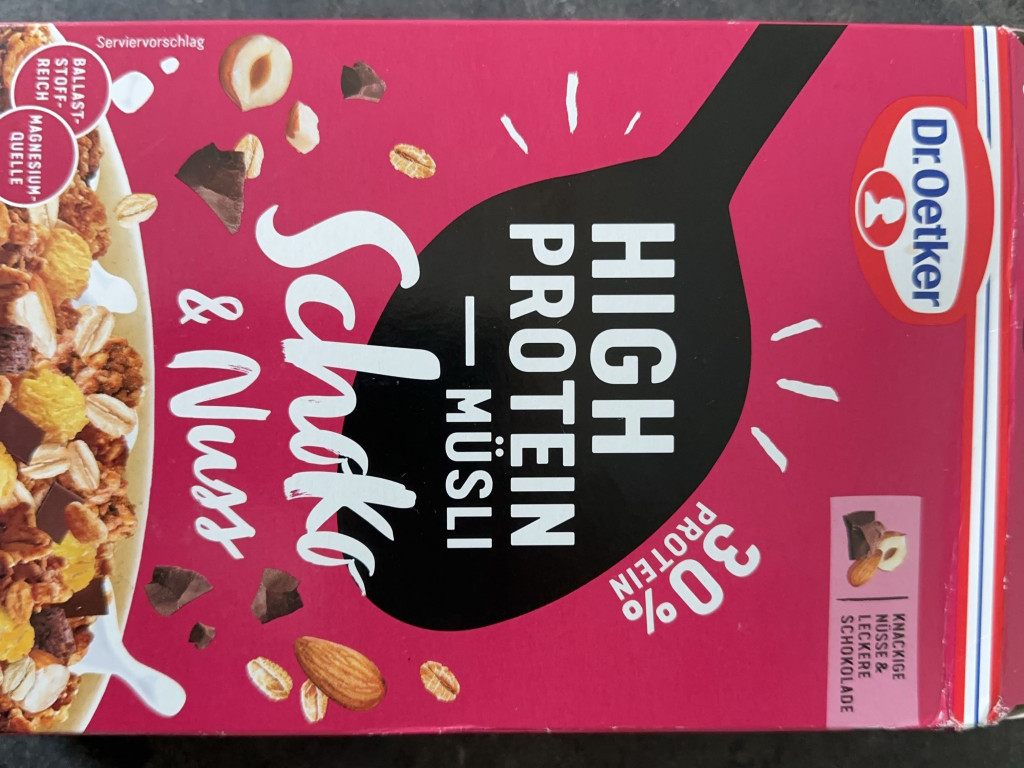 Dr. Oetker
KNACKIGE
NÜSSE &
LECKERE
SCHOKOLADE
30%
PROTEIN
HIGH
PROTEIN
MÜSLI
Schoko
& Nuss
Serviervorschlag
BALLAST-
STOFF-
REICH
MAGNESIUM-
QUELLE